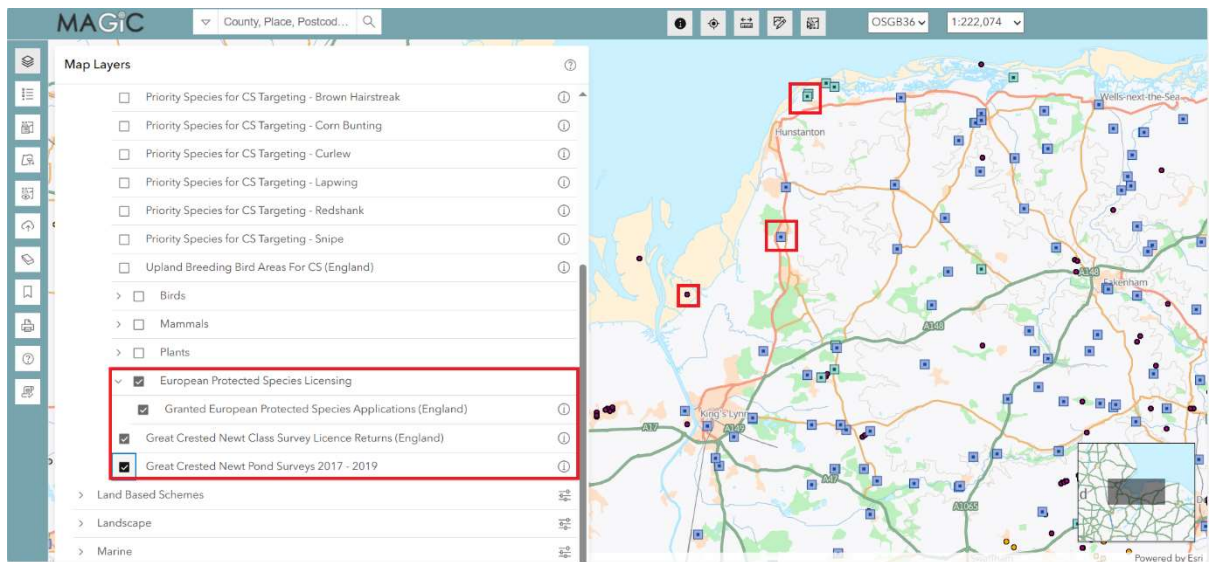 MAGiC
County, Place, Postcod...
OSGB36
1:222,074
Map Layers
Priority Species for CS Targeting - Brown Hairstreak
Priority Species for CS Targeting - Corn Bunting
Priority Species for CS Targeting - Curlew
Priority Species for CS Targeting - Lapwing
Priority Species for CS Targeting - Redshank
Priority Species for CS Targeting - Snipe
Upland Breeding Bird Areas For CS (England)
Birds
Mammals
Plants
European Protected Species Licensing
Granted European Protected Species Applications (England)
Great Crested Newt Class Survey Licence Returns (England)
Great Crested Newt Pond Surveys 2017 - 2019
Land Based Schemes
Landscape
Marine
Wells-next-the-Sea
Hunstanton
A148
Fakenham
A148
King's Lynn
A17
A149
A47
A1065
d
Powered by Esri